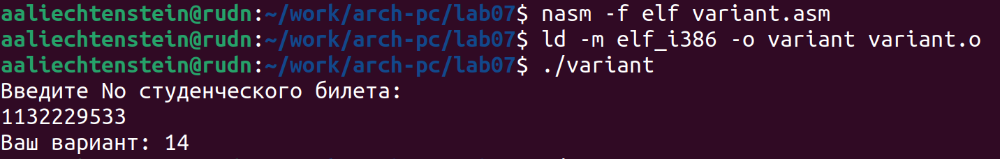 aaliechtenstein@rudn:~/work/arch-pc/lab07$ nasm -f elf variant.asm
aaliechtenstein@rudn:~/work/arch-pc/lab07$ ld -m elf_i386 -o variant variant.o
aaliechtenstein@rudn:~/work/arch-pc/lab07$ ./variant
Введите No студенческого билета:
1132229533
Ваш вариант: 14